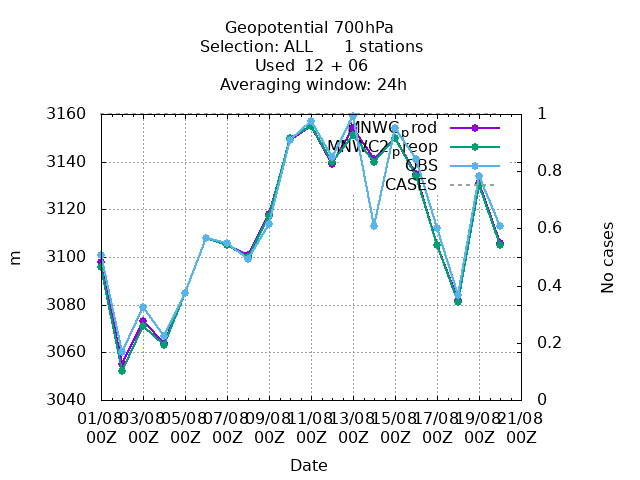 Geopotential 700hPa
Selection: ALL 1 stations
Used 12 + 06
Averaging window: 24h
3160
3140
3120
3100
3080
3060
3040
m
1
0.8
0.6
0.4
0.2
0
No cases
MNWC_prod
MNWC2_preop
OBS
CASES
01/08 03/08 05/08 07/08 09/08 11/08 13/08 15/08 17/08 19/08 21/08
00Z 00Z 00Z 00Z 00Z 00Z 00Z 00Z 00Z 00Z 00Z
Date